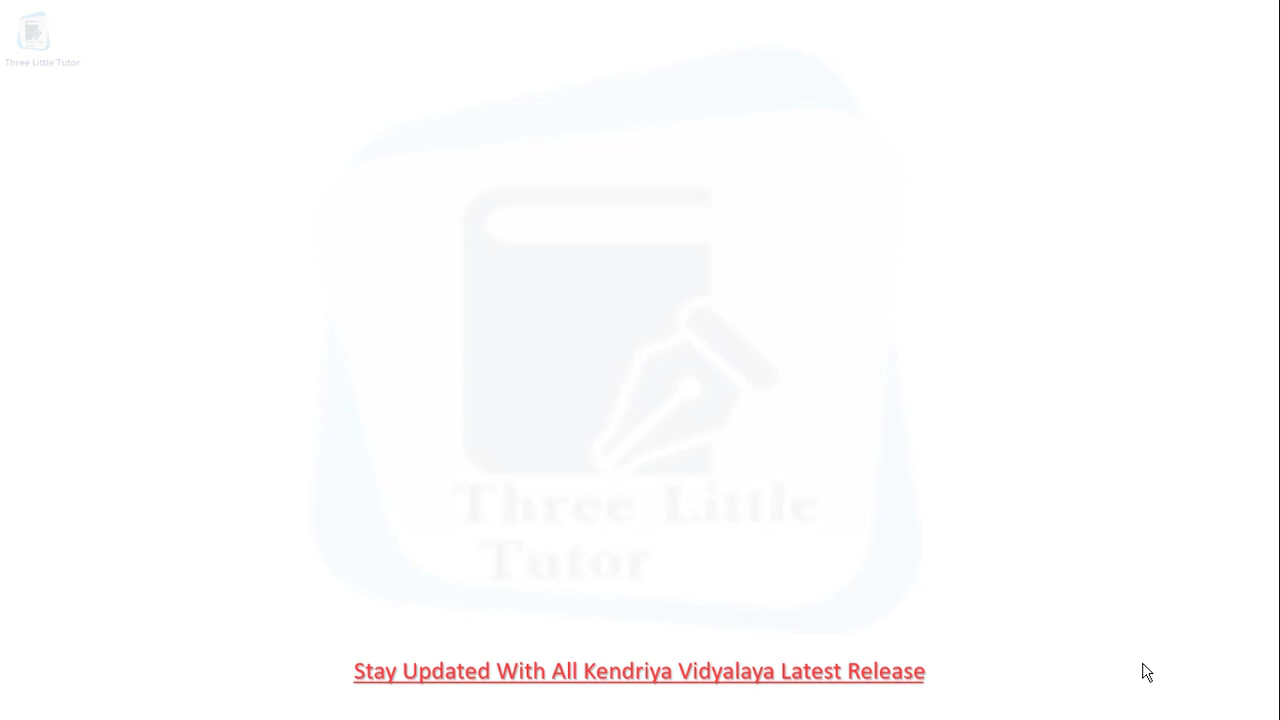 Three Little Tutor
Three Little
Tutor
Stay Updated With All Kendriya Vidyalaya Latest Release